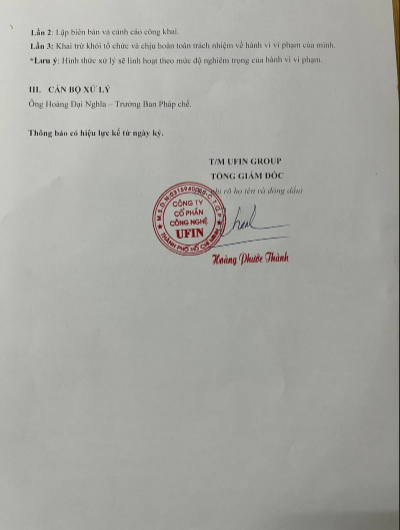 Lần 2: Lập biên bản và cảnh cáo công khai.
Lần 3: Khai trừ khỏi tổ chức và chịu hoàn toàn trách nhiệm về hành vi vi phạm của mình.
*Lưu ý: Hình thức xử lý sẽ linh hoạt theo mức độ nghiêm trọng của hành vi vi phạm.
III. CÁN BỘ XỬ LÝ
Ông Hoàng Đại Nghĩa – Trưởng Ban Pháp chế.
Thông báo có hiệu lực kể từ ngày ký.
T/M UFIN GROUP
TỔNG GIÁM ĐỐC
rõ họ tên và đóng dấu)
CÔNG TY
CỔ PHẦN
CÔNG NGHỆ
UFIN
THÀNH PHỐ HỒ CHÍ MINH
Hoàng Phước Thành